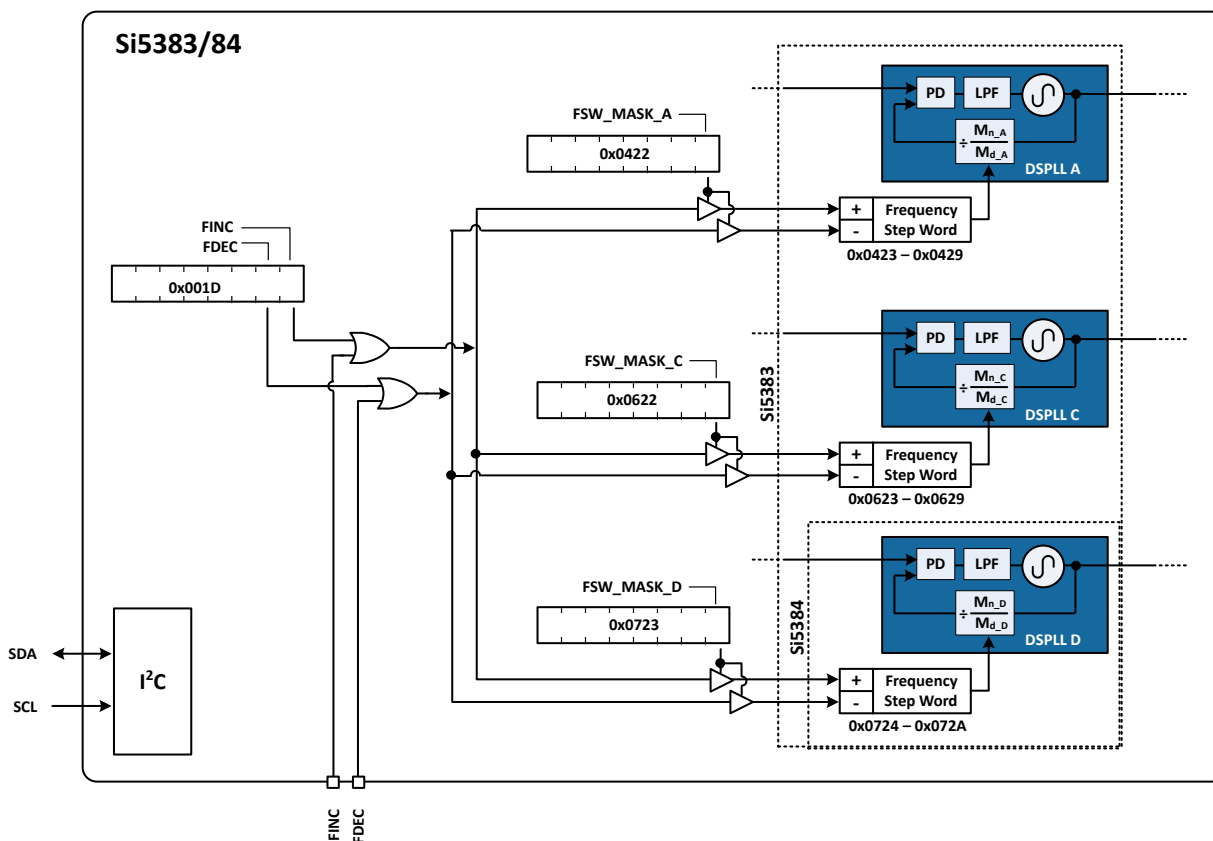 Si5383/84
PD
LPF
÷
Mn_A
Md_A
DSPLL A
FSW_MASK_A
0x0422
+
-
Frequency
Step Word
0x0423 – 0x0429
FINC
FDEC
0x001D
Si5383
PD
LPF
÷
Mn_C
Md_C
DSPLL C
FSW_MASK_C
0x0622
+
-
Frequency
Step Word
0x0623 – 0x0629
Si5384
PD
LPF
÷
Mn_D
Md_D
DSPLL D
FSW_MASK_D
0x0723
+
-
Frequency
Step Word
0x0724 – 0x072A
SDA
SCL
I²C
FINC
FDEC